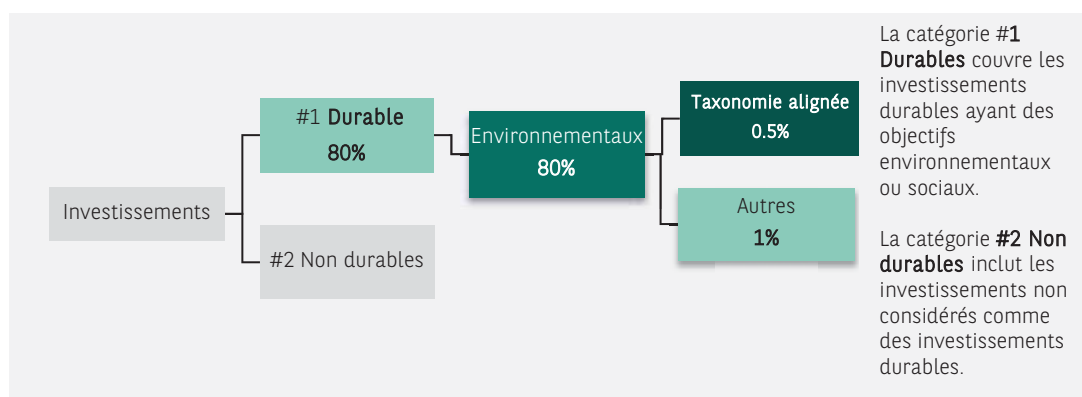 Investissements
#1 Durable
80%
#2 Non durables
Environnementaux
80%
Taxonomie alignée
0.5%
Autres
1%
La catégorie #1
Durables couvre les
investissements
durables ayant des
objectifs
environnementaux
ou sociaux.
La catégorie #2 Non
durables inclut les
investissements non
considérés comme
des investissements
durables.